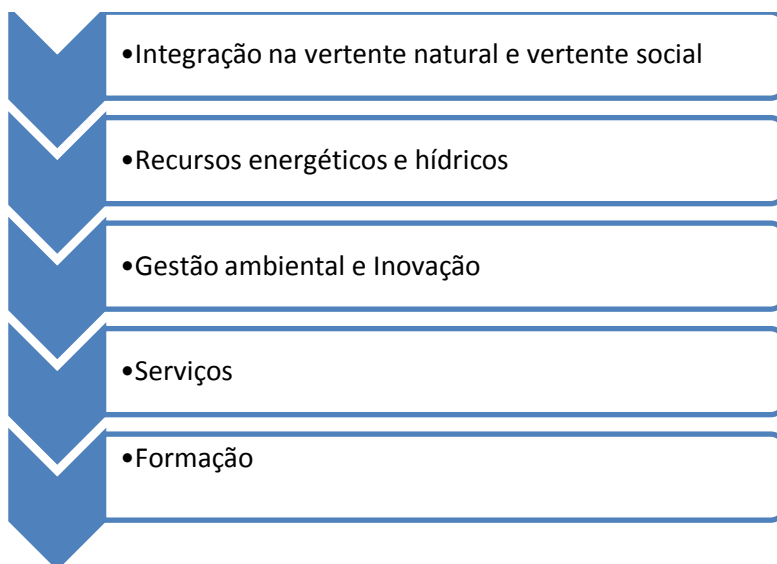 •Integração na vertente natural e vertente social
•Recursos energéticos e hídricos
•Gestão ambiental e Inovação
•Serviços
•Formação